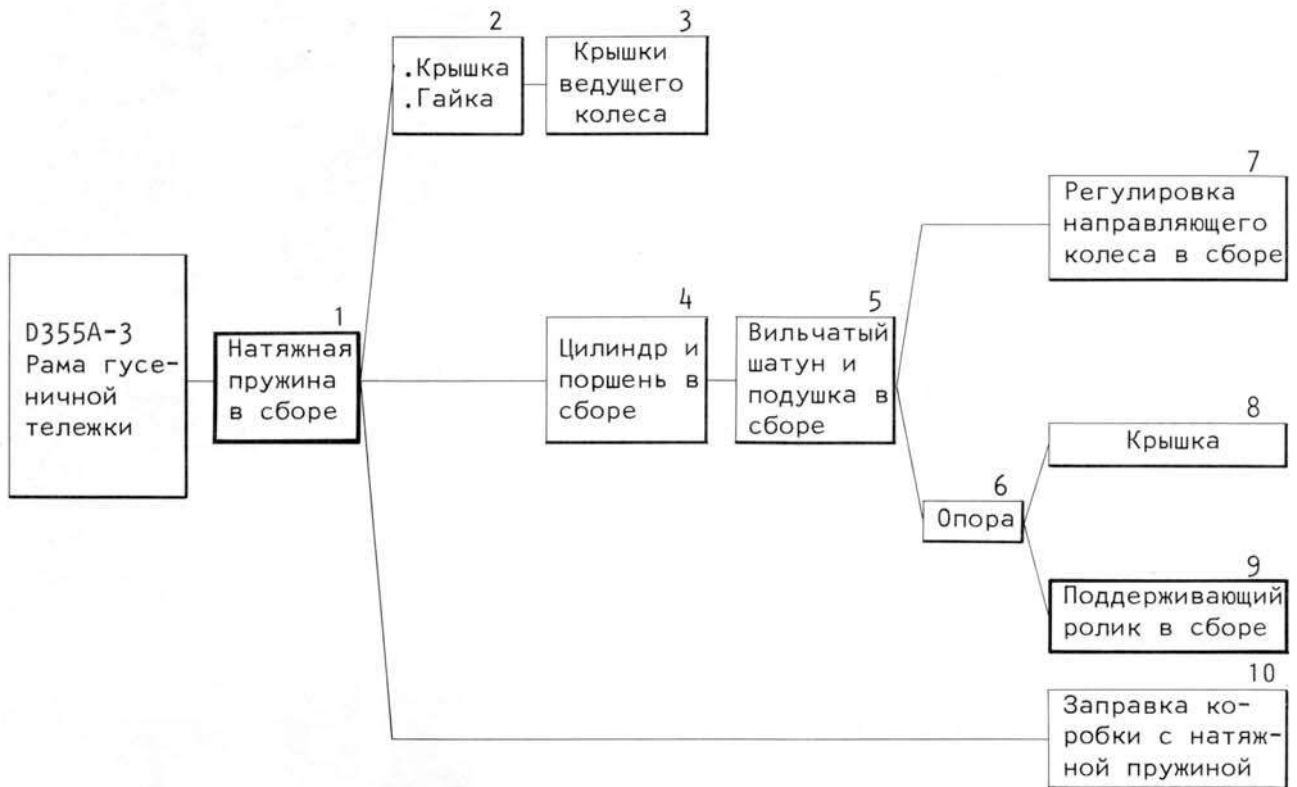 2
.Крышка
.Гайка
3
Крышки
ведущего
колеса
D355A-3
Рама гусе-
ничной
тележки
1
Натяжная
пружина
в сборе
4
Цилиндр и
поршень в
сборе
5
Вильчатый
шатун и
подушка в
сборе
7
Регулировка
направляющего
колеса в сборе
6
Опора
8
Крышка
9
Поддерживающий
ролик в сборе
10
Заправка ко-
робки с натяж-
ной пружиной